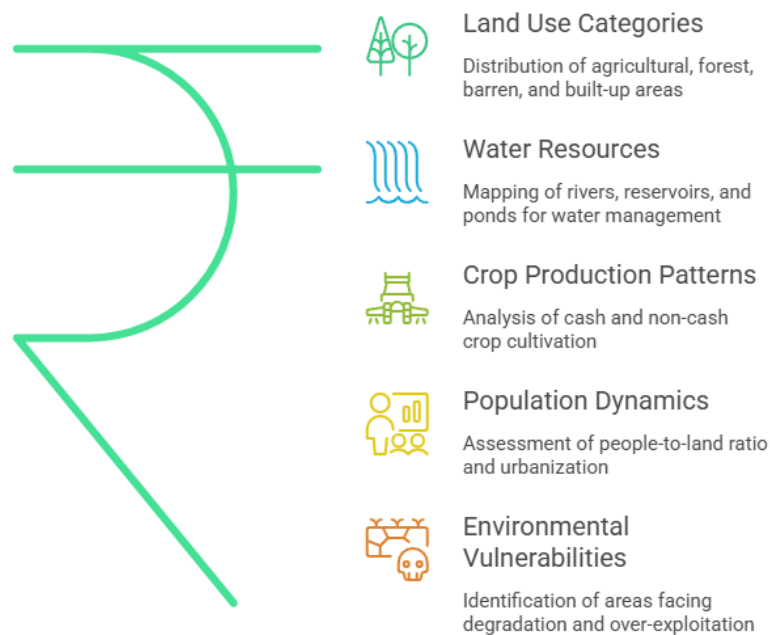 Land Use Categories
Distribution of agricultural, forest,
barren, and built-up areas
Water Resources
Mapping of rivers, reservoirs, and
ponds for water management
Crop Production Patterns
Analysis of cash and non-cash
crop cultivation
Population Dynamics
Assessment of people-to-land ratio
and urbanization
Environmental
Vulnerabilities
Identification of areas facing
degradation and over-exploitation